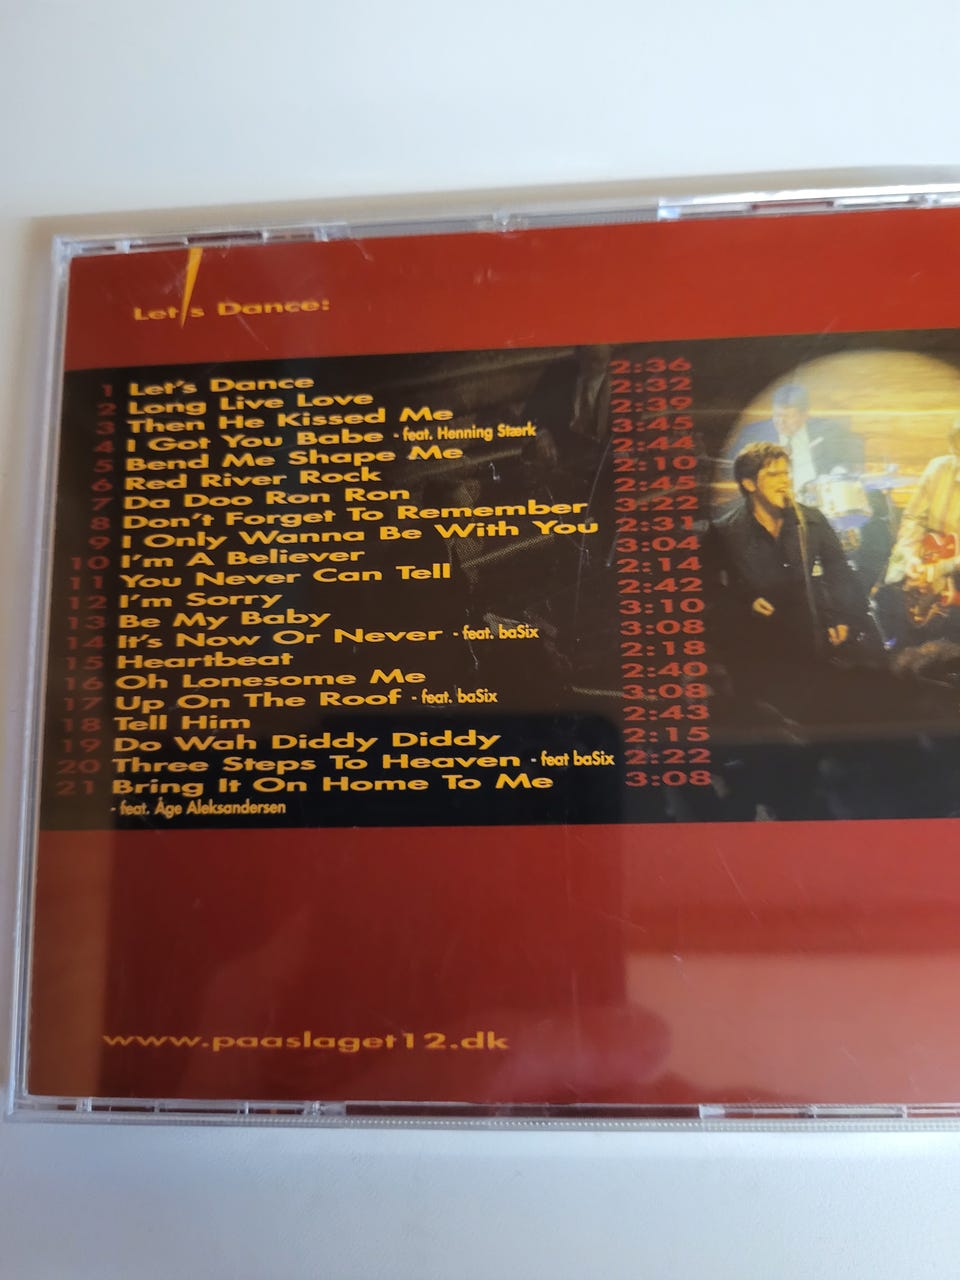 Let's Dance:
1 Let's Dance 2:36
2 Long Live Love 2:32
3 Then He Kissed Me 2:39
4 I Got You Babe - feat. Henning Stærk 3:45
5 Bend Me Shape Me 2:44
6 Red River Rock 2:10
7 Da Doo Ron Ron 2:45
8 Don't Forget To Remember 3:22
9 I Only Wanna Be With You 2:31
10 I'm A Believer 3:04
11 You Never Can Tell 2:14
12 I'm Sorry 2:42
13 Be My Baby 3:10
14 It's Now Or Never - feat. baSix 3:08
15 Heartbeat 2:18
16 Oh Lonesome Me 2:40
17 Up On The Roof - feat. baSix 3:08
18 Tell Him 2:43
19 Do Wah Diddy Diddy 2:15
20 Three Steps To Heaven - feat baSix 2:22
21 Bring It On Home To Me 3:08
- feat. Åge Aleksandersen
www.paaslaget12.dk